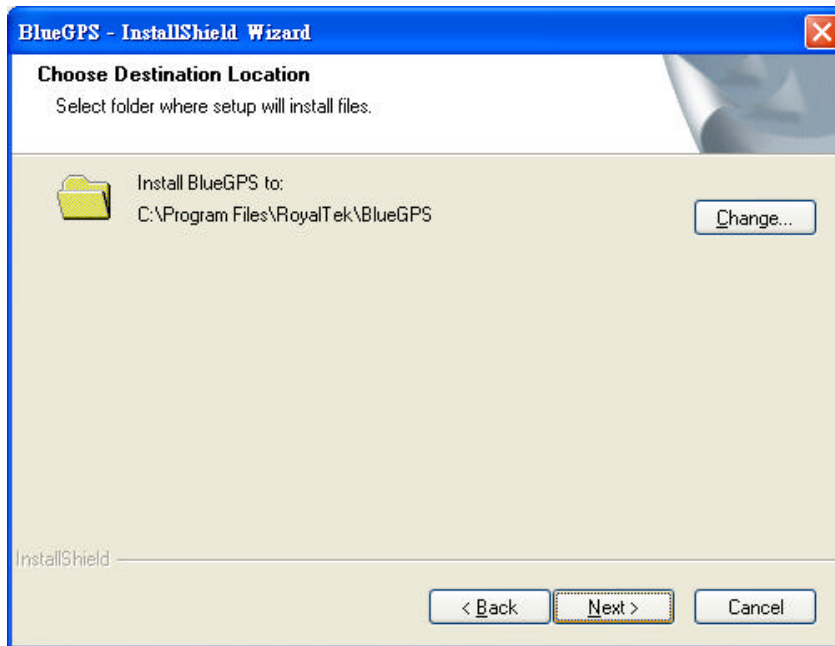 BlueGPS - InstallShield Wizard
Choose Destination Location
Select folder where setup will install files.
Install BlueGPS to:
C:\Program Files\RoyalTek\BlueGPS
Change...
InstallShield
< Back Next > Cancel